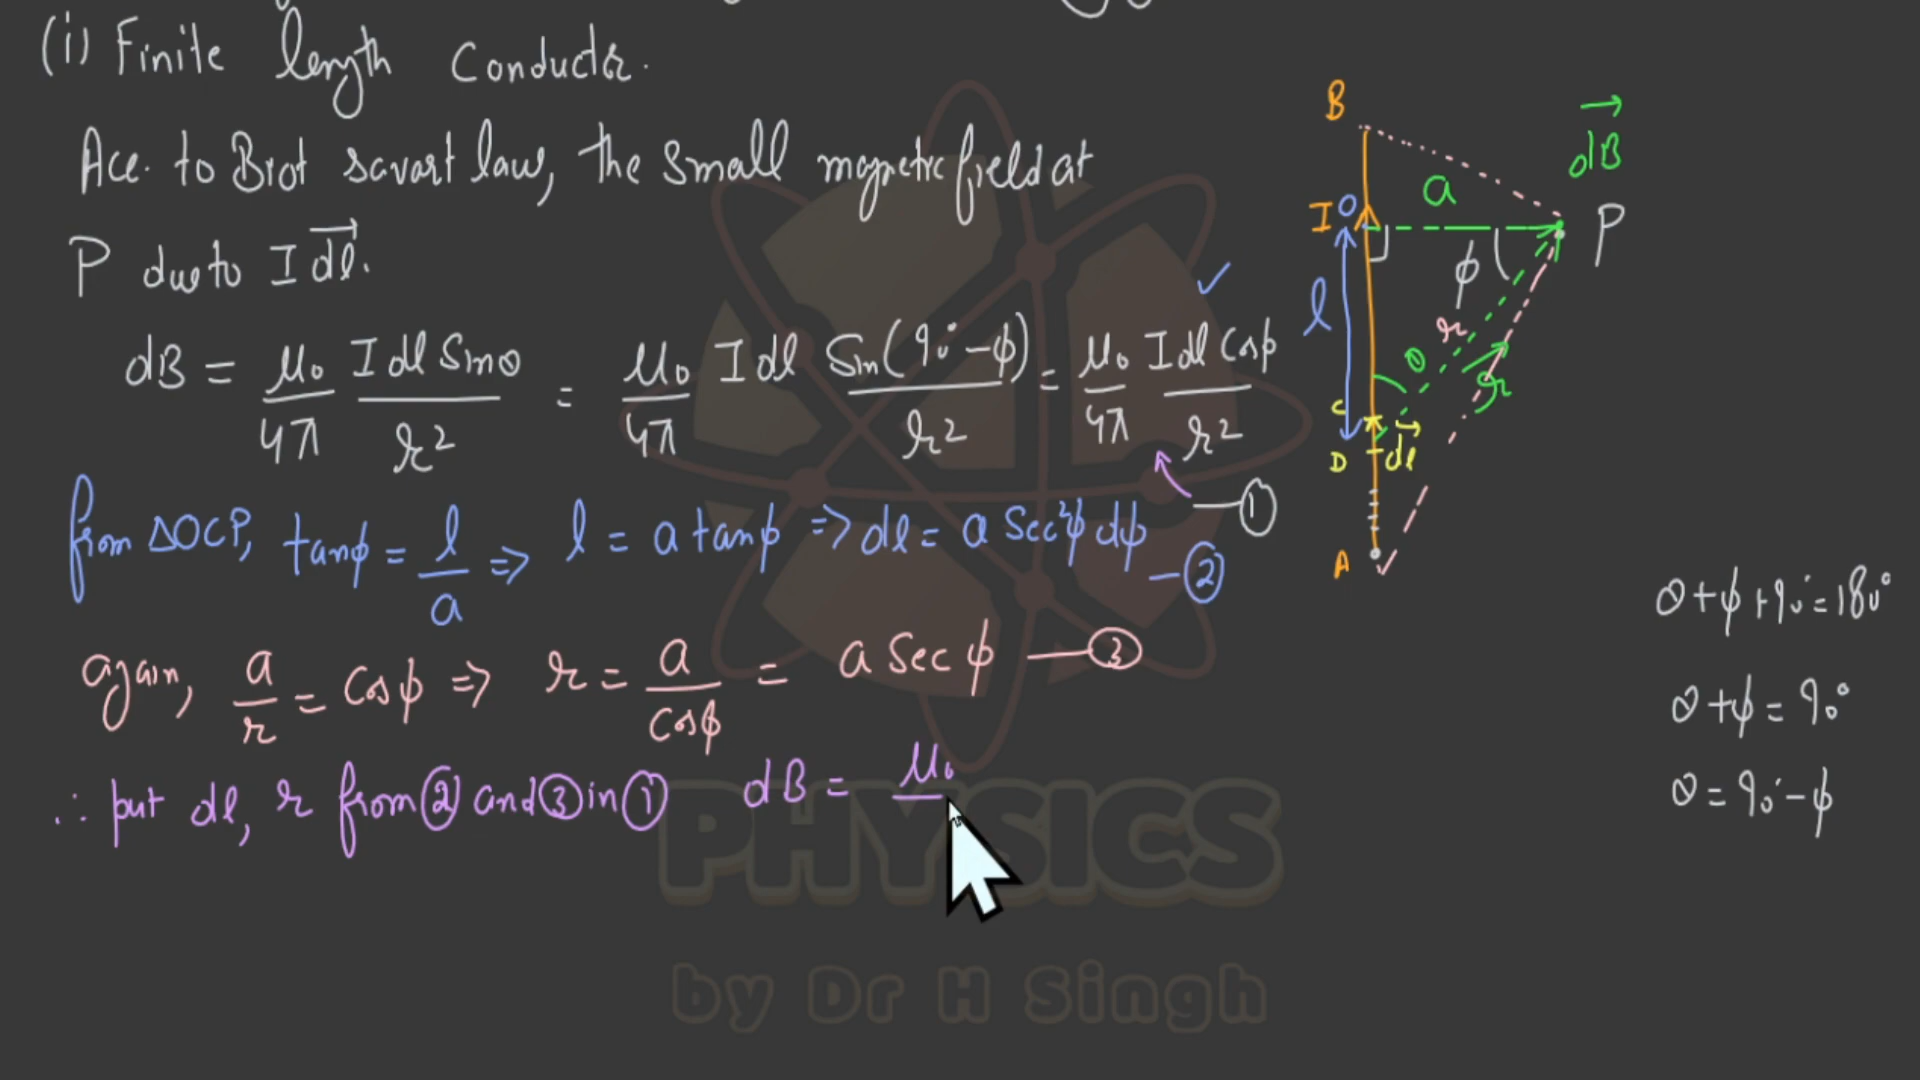 (i) Finite length Conductor.
Acc. to Biot savart law, the small magnetic field at
P due to I dl.
dB = μ₀/4π I dl Sinθ/r² = μ₀/4π I dl Sin(90°-φ)/r² = μ₀/4π I dl Cosφ/r² —①
from ΔOCP, tanφ = l/a => l = a tanφ => dl = a Sec²φ dφ —②
again, a/r = Cosφ => r = a/Cosφ = a Sec φ —③
∴ put dl, r from ② and ③ in ① dB = μ₀
B
dB
a
I O
P
φ
l
r
θ
r
C
D
dl
A
θ+φ+90°=180°
θ+φ = 90°
θ = 90°-φ
PHYSICS
by Dr H Singh